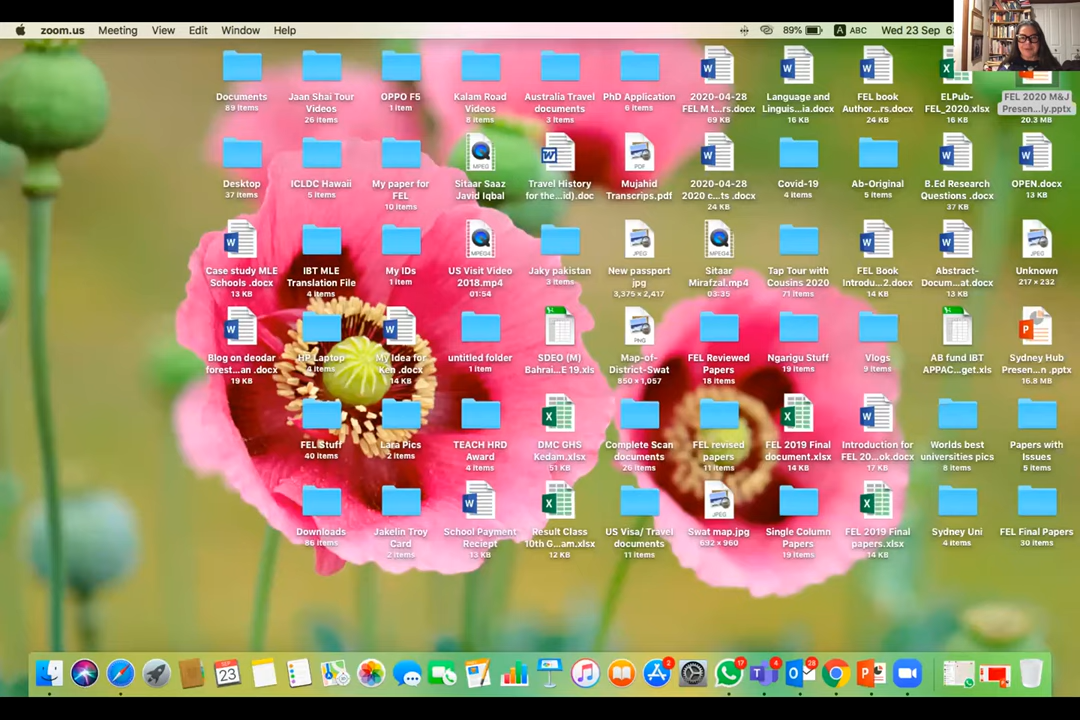 zoom.us Meeting View Edit Window Help 89% A ABC Wed 23 Sep
Documents
89 items
Jaan Shai Tour
Videos
26 items
OPPO F5
1 item
Kalam Road
Videos
8 items
Australia Travel
documents
3 items
PhD Application
6 items
2020-04-28
FEL M t...rs.docx
69 KB
Language and
Linguis...ia.docx
16 KB
FEL book
Author...rs.docx
24 KB
ELPub-
FEL_2020.xlsx
16 KB
FEL 2020 M&J
Presen...ly.pptx
20.3 MB
Desktop
37 items
ICLDC Hawaii
5 items
My paper for
FEL
10 items
MPEG
Sitaar Saaz
Javid Iqbal
Travel History
for the...id).doc
PDF
Mujahid
Transcrips.pdf
2020-04-28
2020 c...ts .docx
24 KB
Covid-19
4 items
Ab-Original
5 items
B.Ed Research
Questions .docx
37 KB
OPEN.docx
13 KB
Case study MLE
Schools .docx
13 KB
IBT MLE
Translation File
4 items
My IDs
1 item
MPEG4
US Visit Video
2018.mp4
01:54
Jaky pakistan
3 items
JPEG
New passport
jpg
3,375 × 2,417
MPEG4
Sitaar
Mirafzal.mp4
03:35
Tap Tour with
Cousins 2020
71 items
FEL Book
Introdu...2.docx
14 KB
Abstract-
Docum...at.docx
13 KB
JPEG
Unknown
217 × 232
Blog on deodar
forest...an .docx
19 KB
HP Laptop
4 items
My Idea for
Ken .docx
14 KB
untitled folder
1 item
SDEO (M)
Bahrai...E 19.xls
PNG
Map-of-
District-Swat
850 × 1,057
FEL Reviewed
Papers
18 items
Ngarigu Stuff
19 items
Vlogs
9 items
AB fund IBT
APPAC...get.xls
Sydney Hub
Presen...n .pptx
16.8 MB
FEL Stuff
40 items
Lara Pics
2 items
TEACH HRD
Award
4 items
DMC GHS
Kedam.xlsx
51 KB
Complete Scan
documents
26 items
FEL revised
papers
11 items
FEL 2019 Final
document.xlsx
14 KB
Introduction for
FEL 20...ok.docx
17 KB
Worlds best
universities pics
8 items
Papers with
Issues
5 items
Downloads
86 items
Jakelin Troy
Card
2 items
School Payment
Reciept
13 KB
Result Class
10th G...am.xlsx
12 KB
US Visa/ Travel
documents
11 items
JPEG
Swat map.jpg
692 × 960
Single Column
Papers
19 items
FEL 2019 Final
papers.xlsx
14 KB
Sydney Uni
4 items
FEL Final Papers
30 items
SEP
23
2
17
4
28